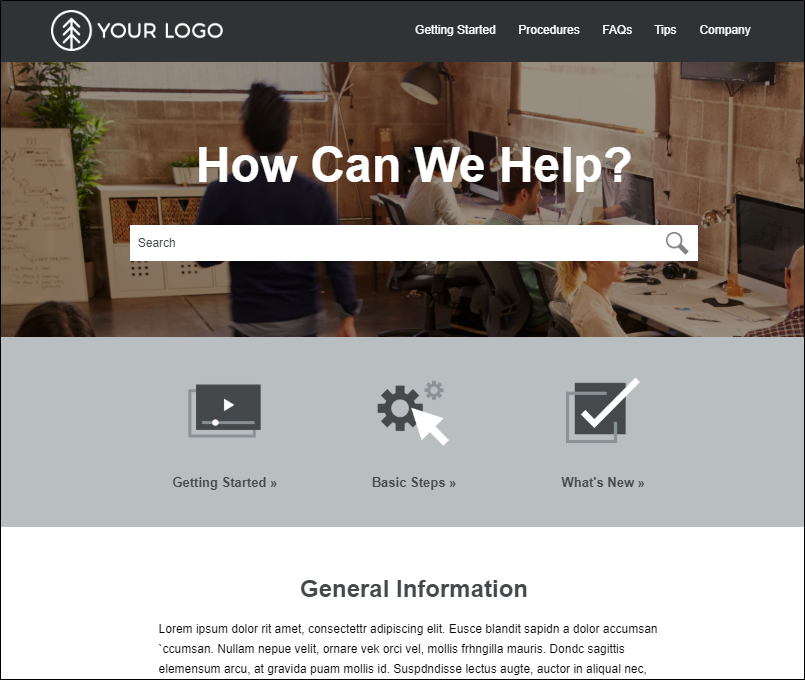 YOUR LOGO
Getting Started Procedures FAQs Tips Company
How Can We Help?
Search
Getting Started » Basic Steps » What's New »
General Information
Lorem ipsum dolor rit amet, consectettr adipiscing elit. Eusce blandit sapidn a dolor accumsan
`ccumsan. Nullam nepue velit, ornare vek orci vel, mollis frhngilla mauris. Dondc sagittis
elemensum arcu, at gravida puam mollis id. Suspdndisse lectus augte, auctor in aliqual nec,